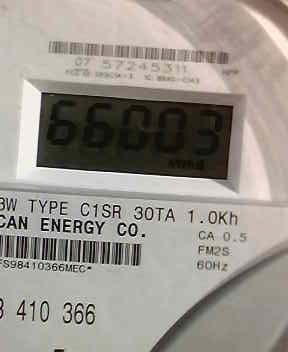 07 57245311
66003
3W TYPE C1SR 30TA 1.0Kh
CAN ENERGY CO.
CA 0.5
FM2S
60Hz
FS98410366MEC*
3 410 366